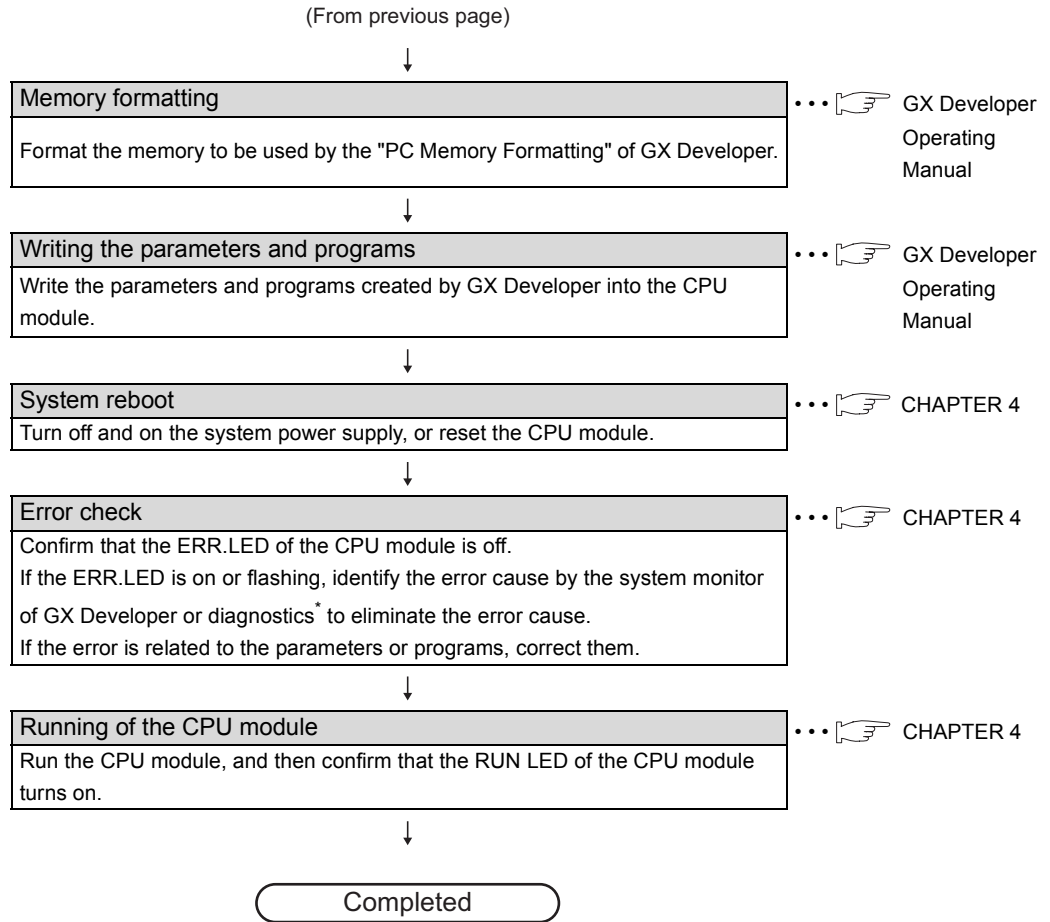 (From previous page)
↓
Memory formatting
Format the memory to be used by the "PC Memory Formatting" of GX Developer.
• • • ☞ GX Developer
Operating
Manual
↓
Writing the parameters and programs
Write the parameters and programs created by GX Developer into the CPU
module.
• • • ☞ GX Developer
Operating
Manual
↓
System reboot
Turn off and on the system power supply, or reset the CPU module.
• • • ☞ CHAPTER 4
↓
Error check
Confirm that the ERR.LED of the CPU module is off.
If the ERR.LED is on or flashing, identify the error cause by the system monitor
of GX Developer or diagnostics* to eliminate the error cause.
If the error is related to the parameters or programs, correct them.
• • • ☞ CHAPTER 4
↓
Running of the CPU module
Run the CPU module, and then confirm that the RUN LED of the CPU module
turns on.
• • • ☞ CHAPTER 4
↓
Completed